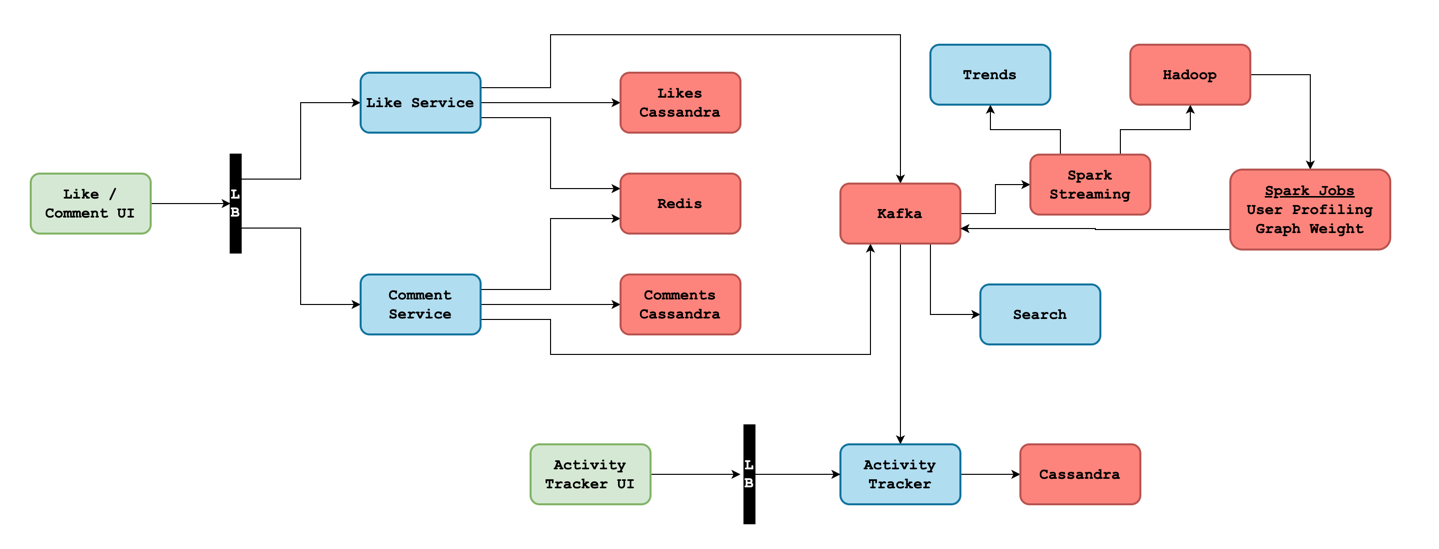 Like /
Comment UI
L
B
Like Service
Comment
Service
Likes
Cassandra
Redis
Comments
Cassandra
Kafka
Trends
Hadoop
Spark
Streaming
Spark Jobs
User Profiling
Graph Weight
Search
Activity
Tracker UI
L
B
Activity
Tracker
Cassandra